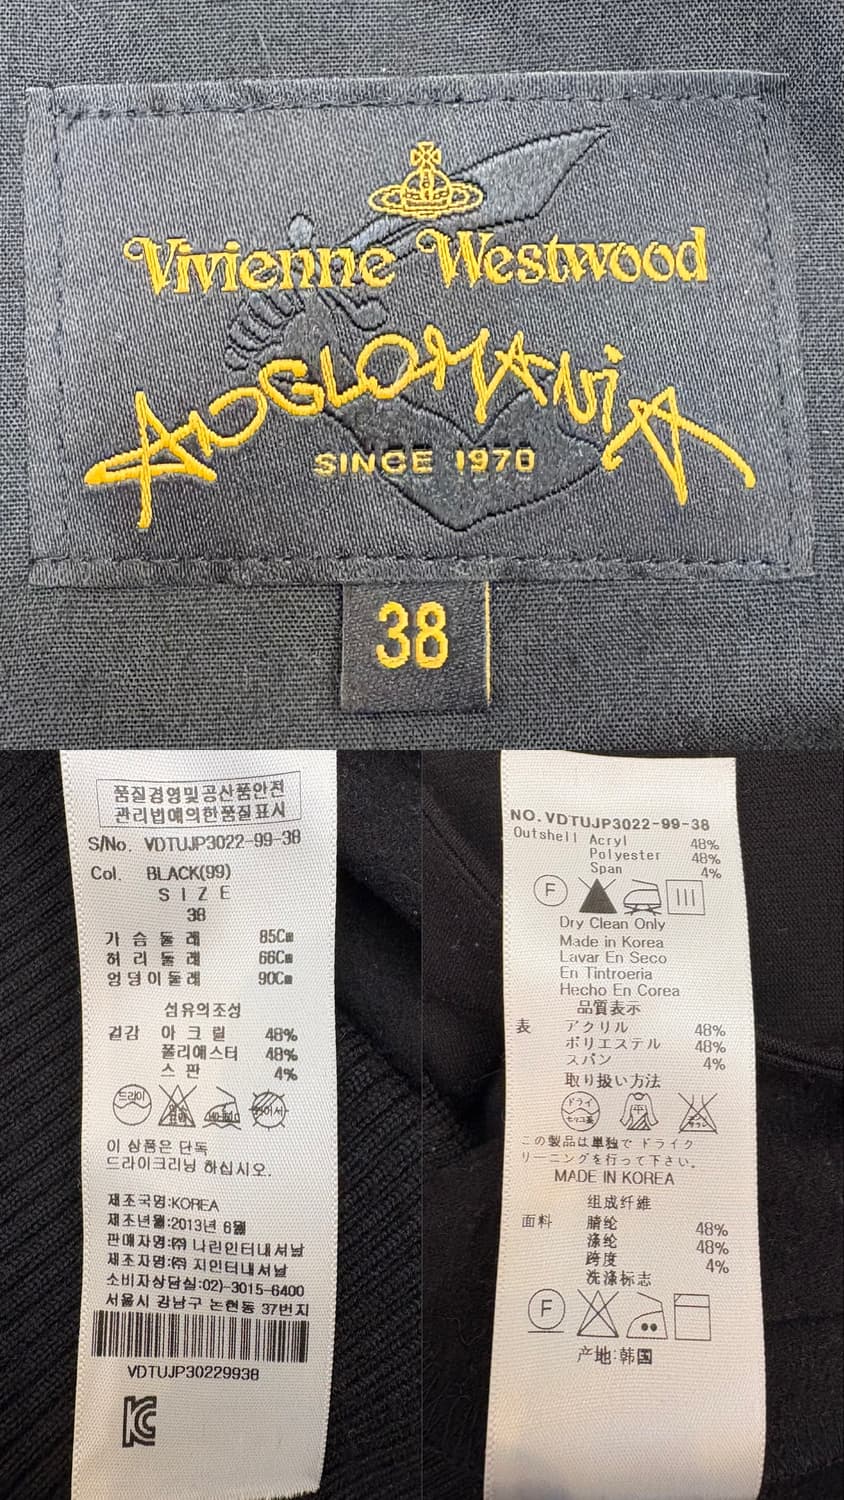 Vivienne Westwood
ANGLOMANIA
SINCE 1970
38
품질경영및공산품안전
관리법에의한품질표시
S/No. VDTUJP3022-99-38
Col. BLACK(99)
SIZE
38
가슴둘레 85Cm
허리둘레 66Cm
엉덩이둘레 90Cm
섬유의조성
겉감 아크릴 48%
폴리에스터 48%
스판 4%
드라이
이 상품은 단독
드라이크리닝 하십시오.
제조국명:KOREA
제조년월:2013년 6월
판매자명:㈜ 나린인터내셔날
제조자명:㈜ 지인터내셔날
소비자상담실:02)-3015-6400
서울시 강남구 논현동 37번지
VDTUJP30229938
NO. VDTUJP3022-99-38
Outshell Acryl 48%
Polyester 48%
Span 4%
F
Dry Clean Only
Made in Korea
Lavar En Seco
En Tintroeria
Hecho En Corea
品質表示
表 アクリル 48%
ポリエステル 48%
スパン 4%
取り扱い方法
ドライ
セキユ系
中
この製品は単独で ドライク
リーニングを行って下さい。
MADE IN KOREA
组成纤维
面料 腈纶 48%
涤纶 48%
跨度 4%
洗涤标志
F
产地:韩国